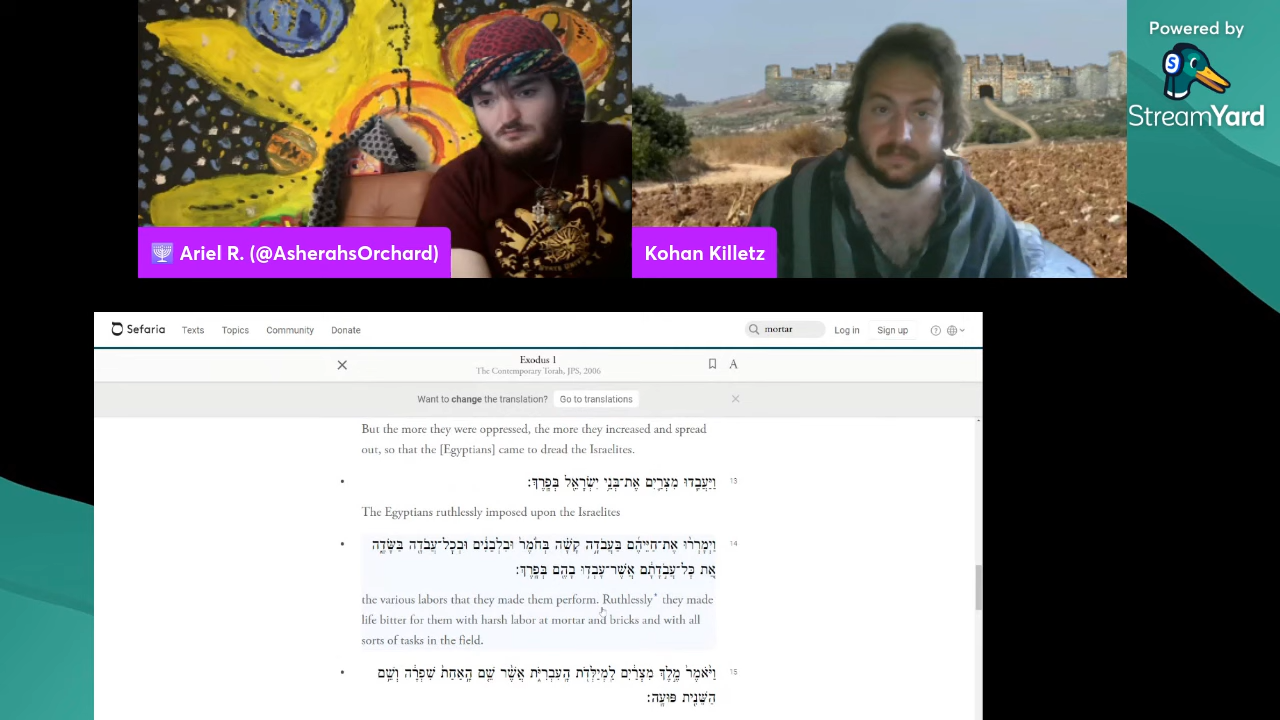 Powered by
StreamYard
🕎 Ariel R. (@AsherahsOrchard)
Kohan Killetz
Sefaria Texts Topics Community Donate mortar Log in Sign up
Exodus 1
The Contemporary Torah, JPS, 2006
A
Want to change the translation? Go to translations
But the more they were oppressed, the more they increased and spread
out, so that the [Egyptians] came to dread the Israelites.
וַיַּעֲבִ֧דוּ מִצְרַ֛יִם אֶת־בְּנֵ֥י יִשְׂרָאֵ֖ל בְּפָֽרֶךְ׃ 13
The Egyptians ruthlessly imposed upon the Israelites
וַיְמָרְר֨וּ אֶת־חַיֵּיהֶ֜ם בַּעֲבֹדָ֣ה קָשָׁ֗ה בְּחֹ֙מֶר֙ וּבִלְבֵנִ֔ים וּבְכׇל־עֲבֹדָ֖ה בַּשָּׂדֶ֑ה 14
אֵ֚ת כׇּל־עֲבֹ֣דָתָ֔ם אֲשֶׁר־עָבְד֥וּ בָהֶ֖ם בְּפָֽרֶךְ׃
the various labors that they made them perform. Ruthlessly* they made
life bitter for them with harsh labor at mortar and bricks and with all
sorts of tasks in the field.
וַיֹּ֙אמֶר֙ מֶ֣לֶךְ מִצְרַ֔יִם לַֽמְיַלְּדֹ֖ת הָֽעִבְרִיֹּ֑ת אֲשֶׁ֨ר שֵׁ֤ם הָֽאַחַת֙ שִׁפְרָ֔ה וְשֵׁ֥ם 15
הַשֵּׁנִ֖ית פּוּעָֽה׃